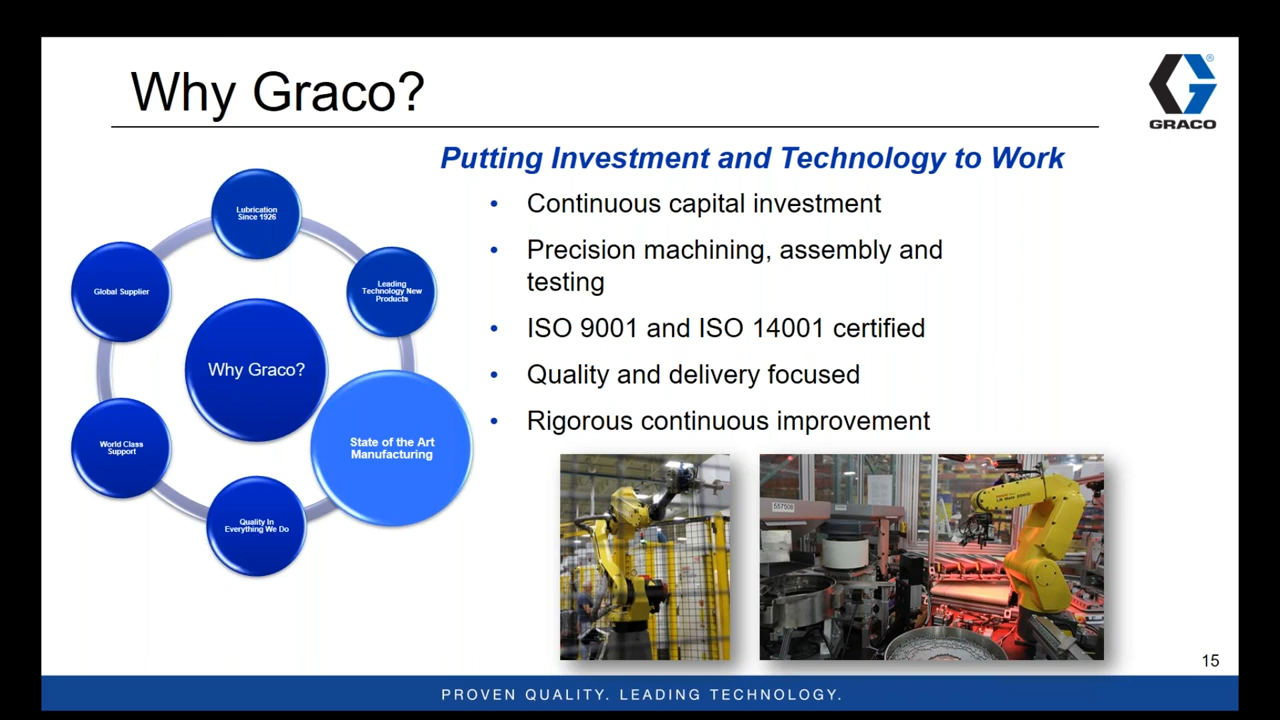 Why Graco?
GRACO
Putting Investment and Technology to Work
• Continuous capital investment
• Precision machining, assembly and
testing
• ISO 9001 and ISO 14001 certified
• Quality and delivery focused
• Rigorous continuous improvement
Lubrication
Since 1926
Leading
Technology New
Products
State of the Art
Manufacturing
Quality In
Everything We Do
World Class
Support
Global Supplier
Why Graco?
557508
15
PROVEN QUALITY. LEADING TECHNOLOGY.